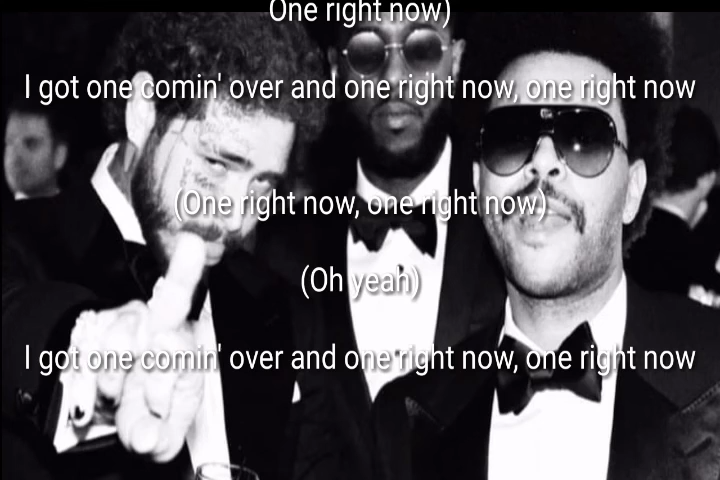 One right now)
I got one comin' over and one right now, one right now
(One right now, one right now)
(Oh yeah)
I got one comin' over and one right now, one right now